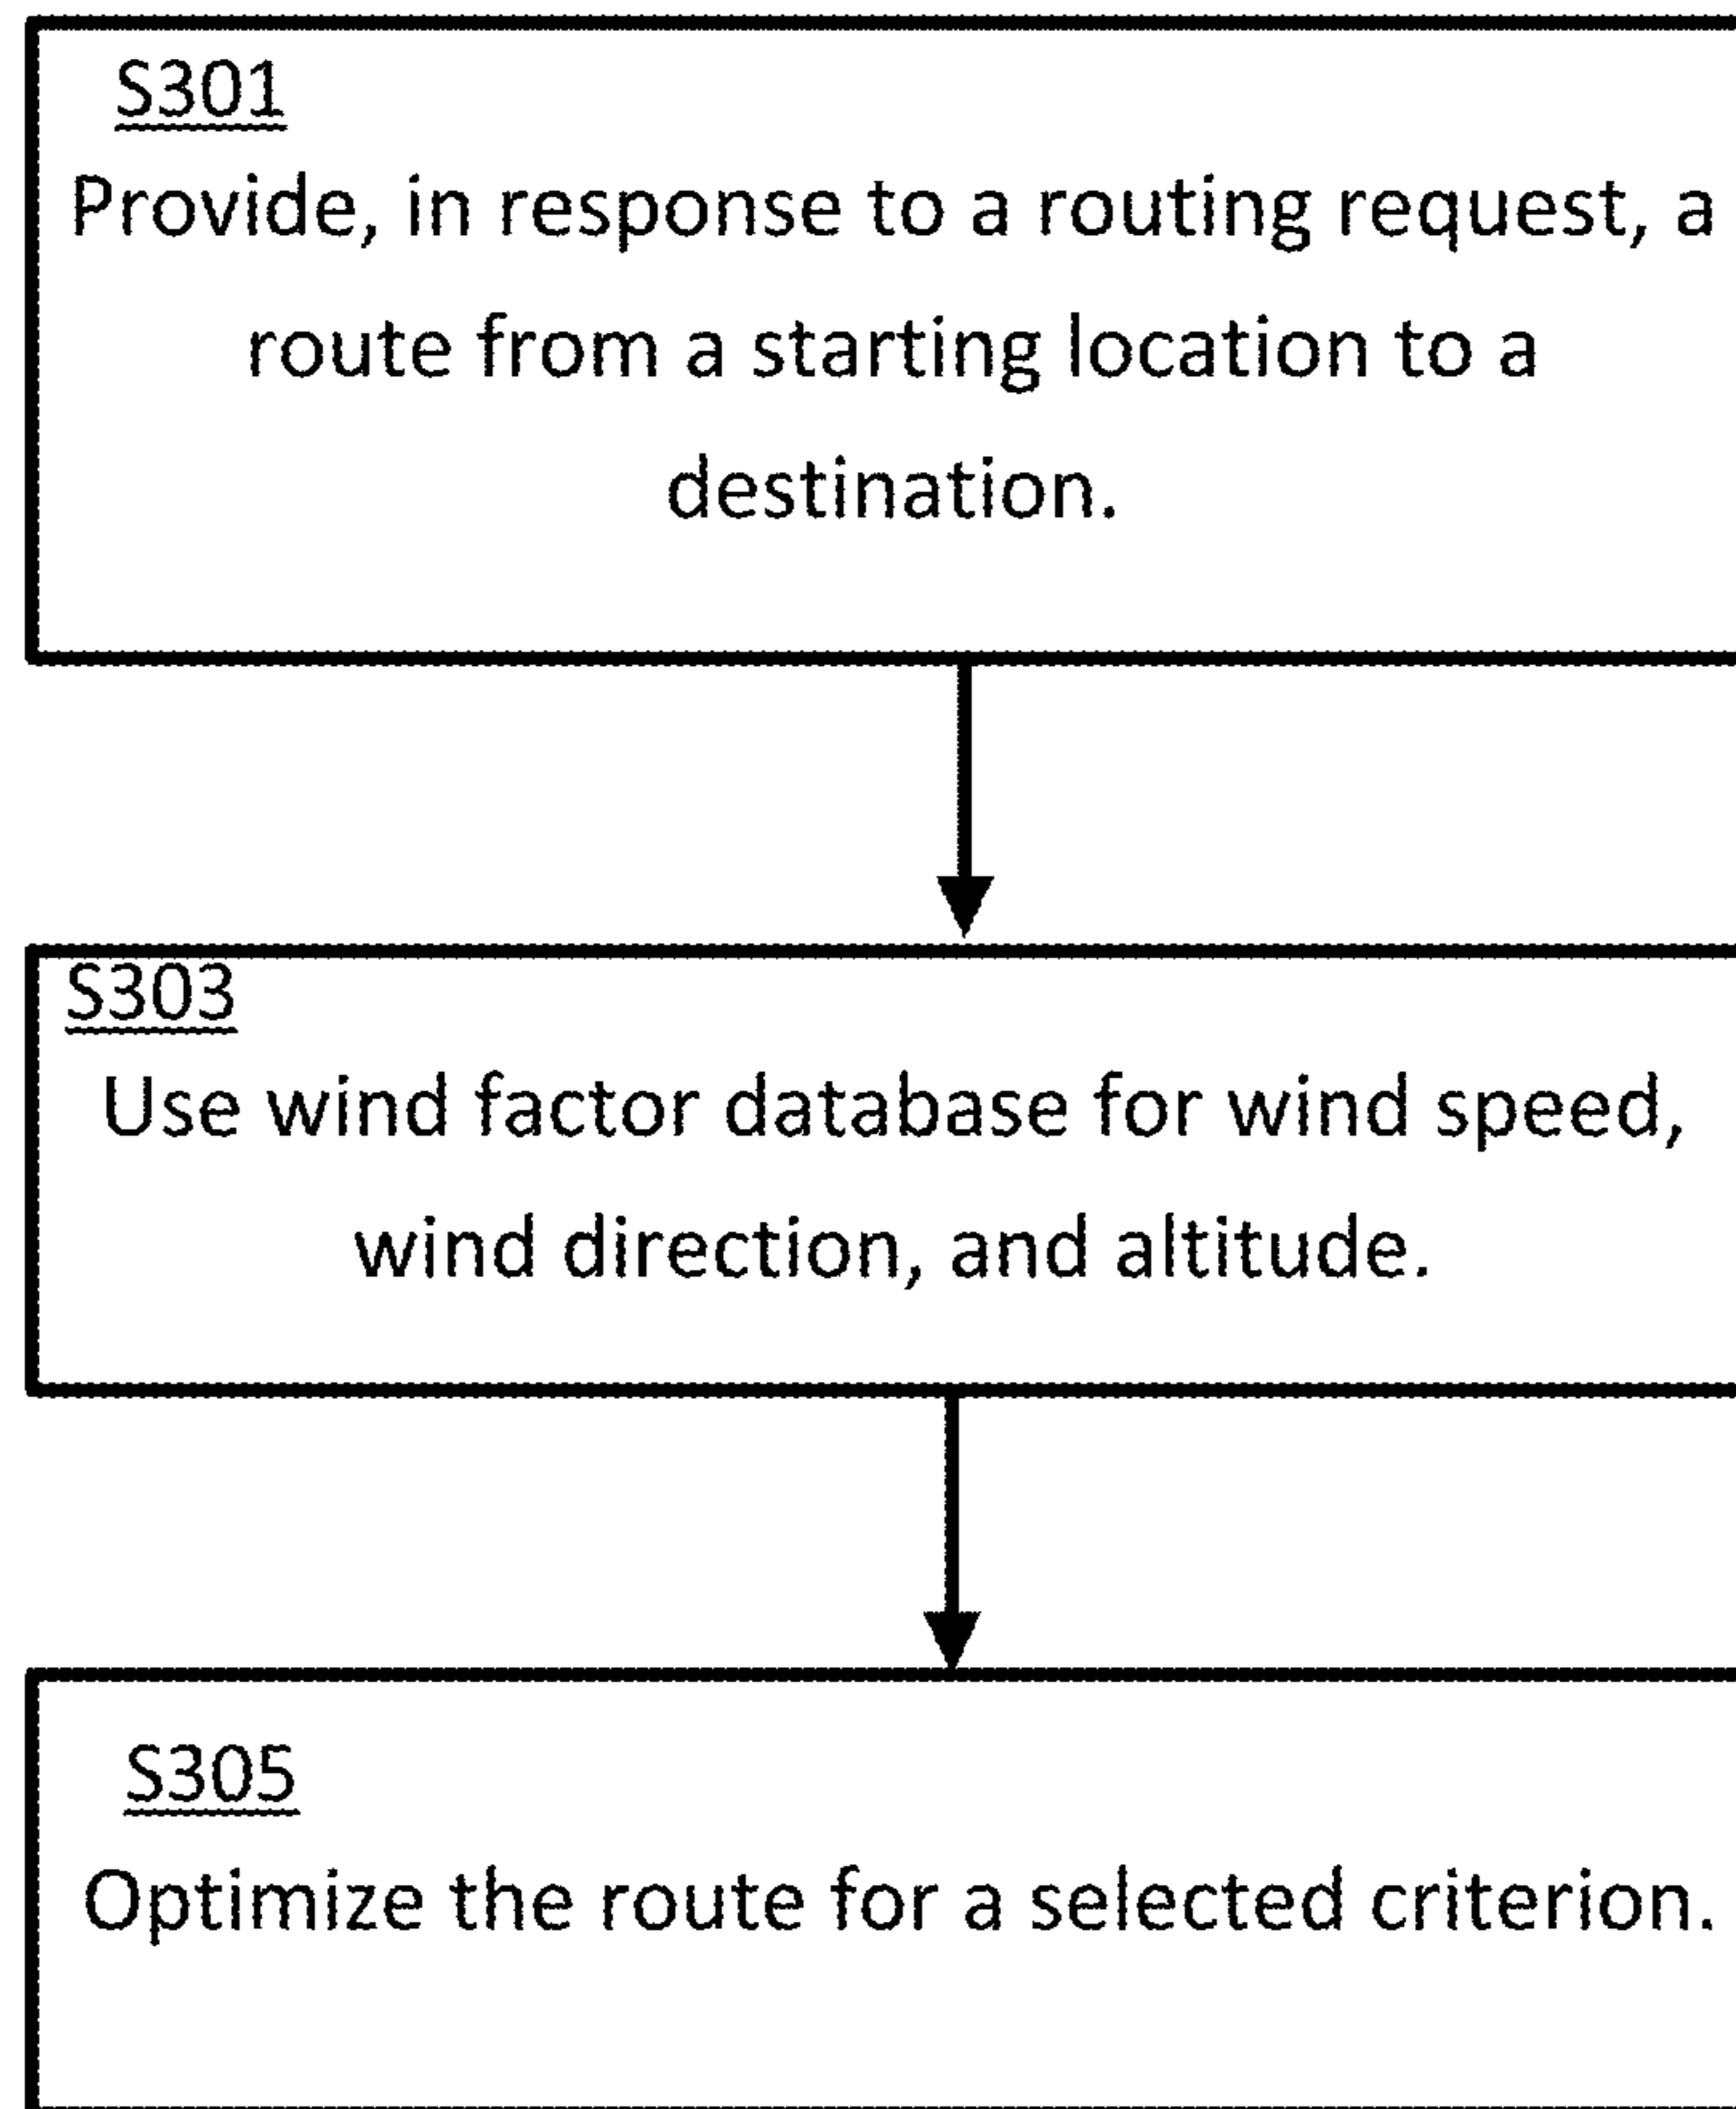 S301
Provide, in response to a routing request, a
route from a starting location to a
destination.
S303
Use wind factor database for wind speed,
wind direction, and altitude.
S305
Optimize the route for a selected criterion.